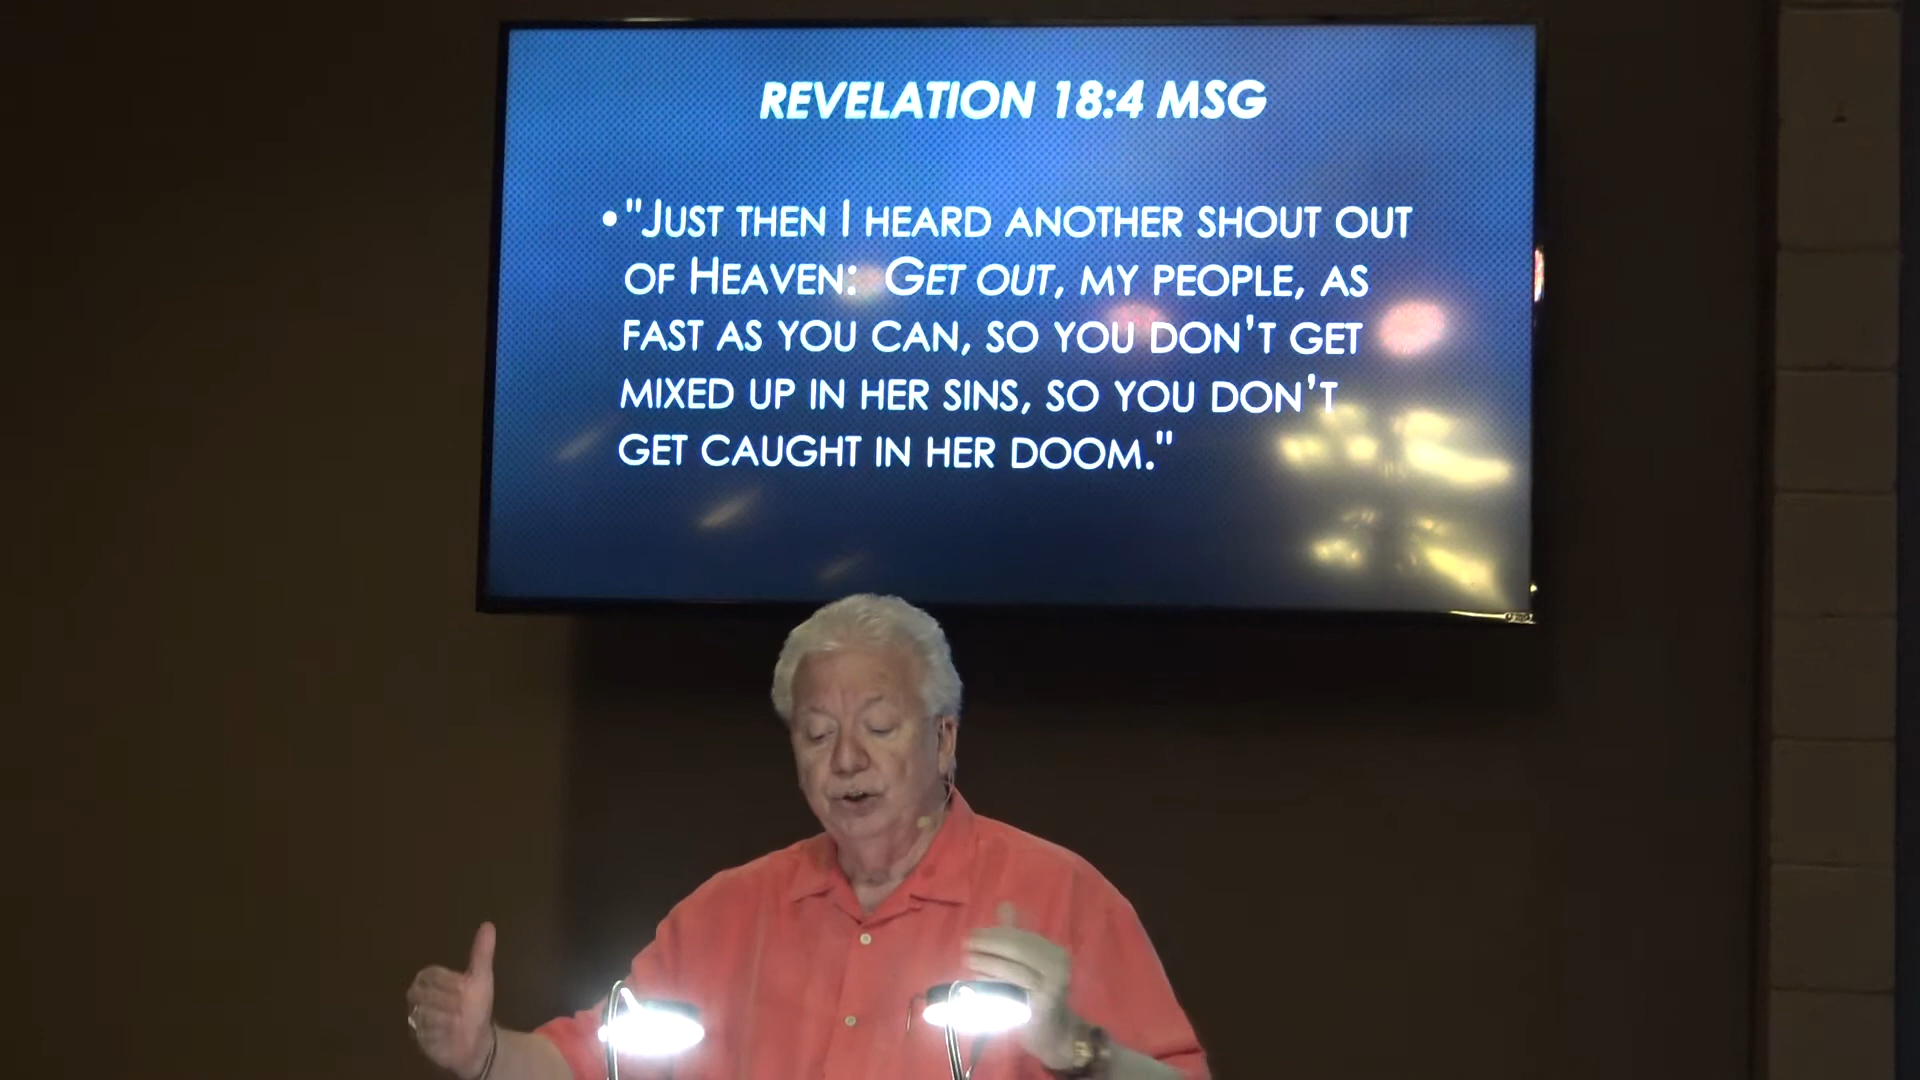 REVELATION 18:4 MSG
• "JUST THEN I HEARD ANOTHER SHOUT OUT
OF HEAVEN: GET OUT, MY PEOPLE, AS
FAST AS YOU CAN, SO YOU DON'T GET
MIXED UP IN HER SINS, SO YOU DON'T
GET CAUGHT IN HER DOOM."